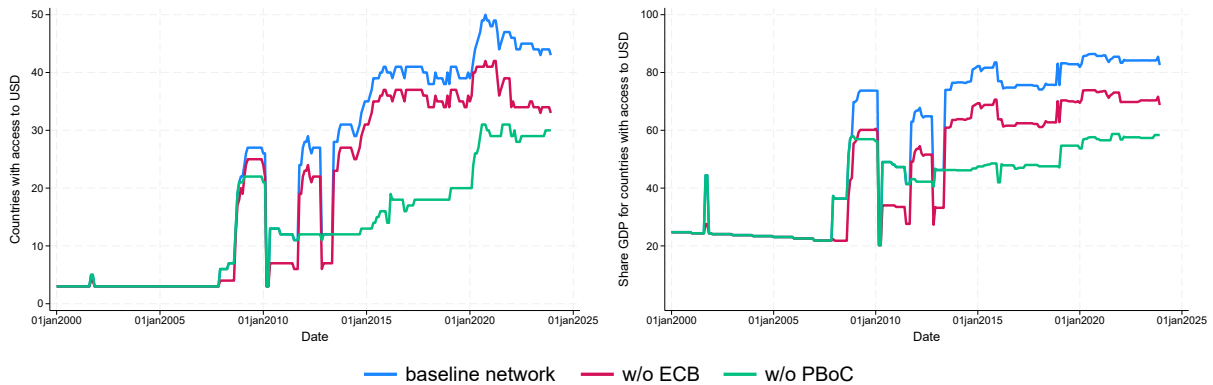 Countries with access to USD
50
40
30
20
10
0
01jan2000 01jan2005 01jan2010 01jan2015 01jan2020 01jan2025
Date
Share GDP for countries with access to USD
100
80
60
40
20
01jan2000 01jan2005 01jan2010 01jan2015 01jan2020 01jan2025
Date
baseline network w/o ECB w/o PBoC